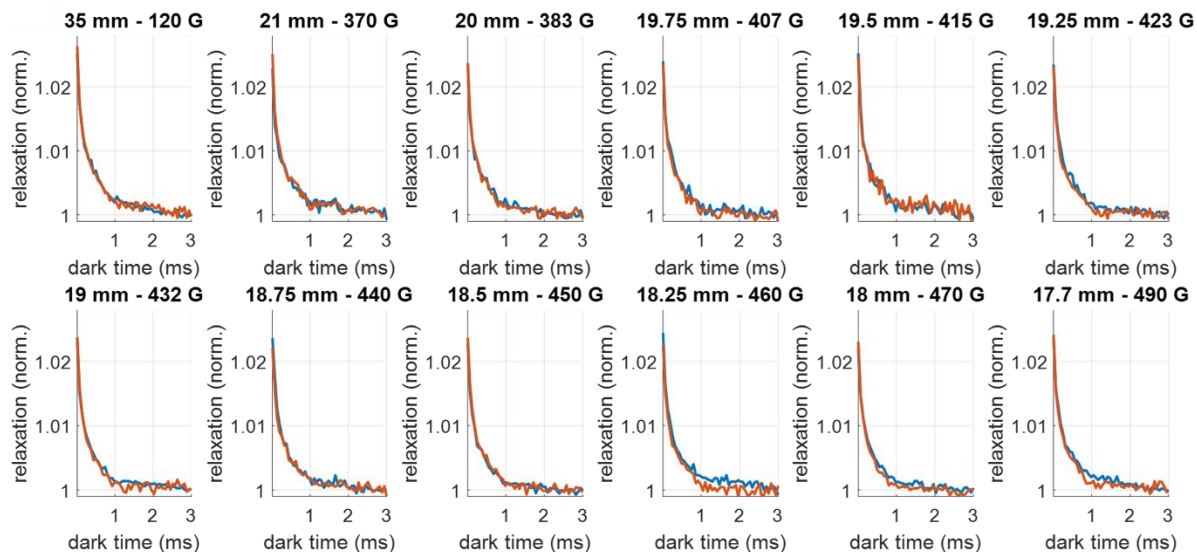 35 mm - 120 G 21 mm - 370 G 20 mm - 383 G 19.75 mm - 407 G 19.5 mm - 415 G 19.25 mm - 423 G
relaxation (norm.) relaxation (norm.) relaxation (norm.) relaxation (norm.) relaxation (norm.) relaxation (norm.)
1.02 1.02 1.02 1.02 1.02 1.02
1.01 1.01 1.01 1.01 1.01 1.01
1 1 1 1 1 1
1 2 3 1 2 3 1 2 3 1 2 3 1 2 3 1 2 3
dark time (ms) dark time (ms) dark time (ms) dark time (ms) dark time (ms) dark time (ms)
19 mm - 432 G 18.75 mm - 440 G 18.5 mm - 450 G 18.25 mm - 460 G 18 mm - 470 G 17.7 mm - 490 G
relaxation (norm.) relaxation (norm.) relaxation (norm.) relaxation (norm.) relaxation (norm.) relaxation (norm.)
1.02 1.02 1.02 1.02 1.02 1.02
1.01 1.01 1.01 1.01 1.01 1.01
1 1 1 1 1 1
1 2 3 1 2 3 1 2 3 1 2 3 1 2 3 1 2 3
dark time (ms) dark time (ms) dark time (ms) dark time (ms) dark time (ms) dark time (ms)